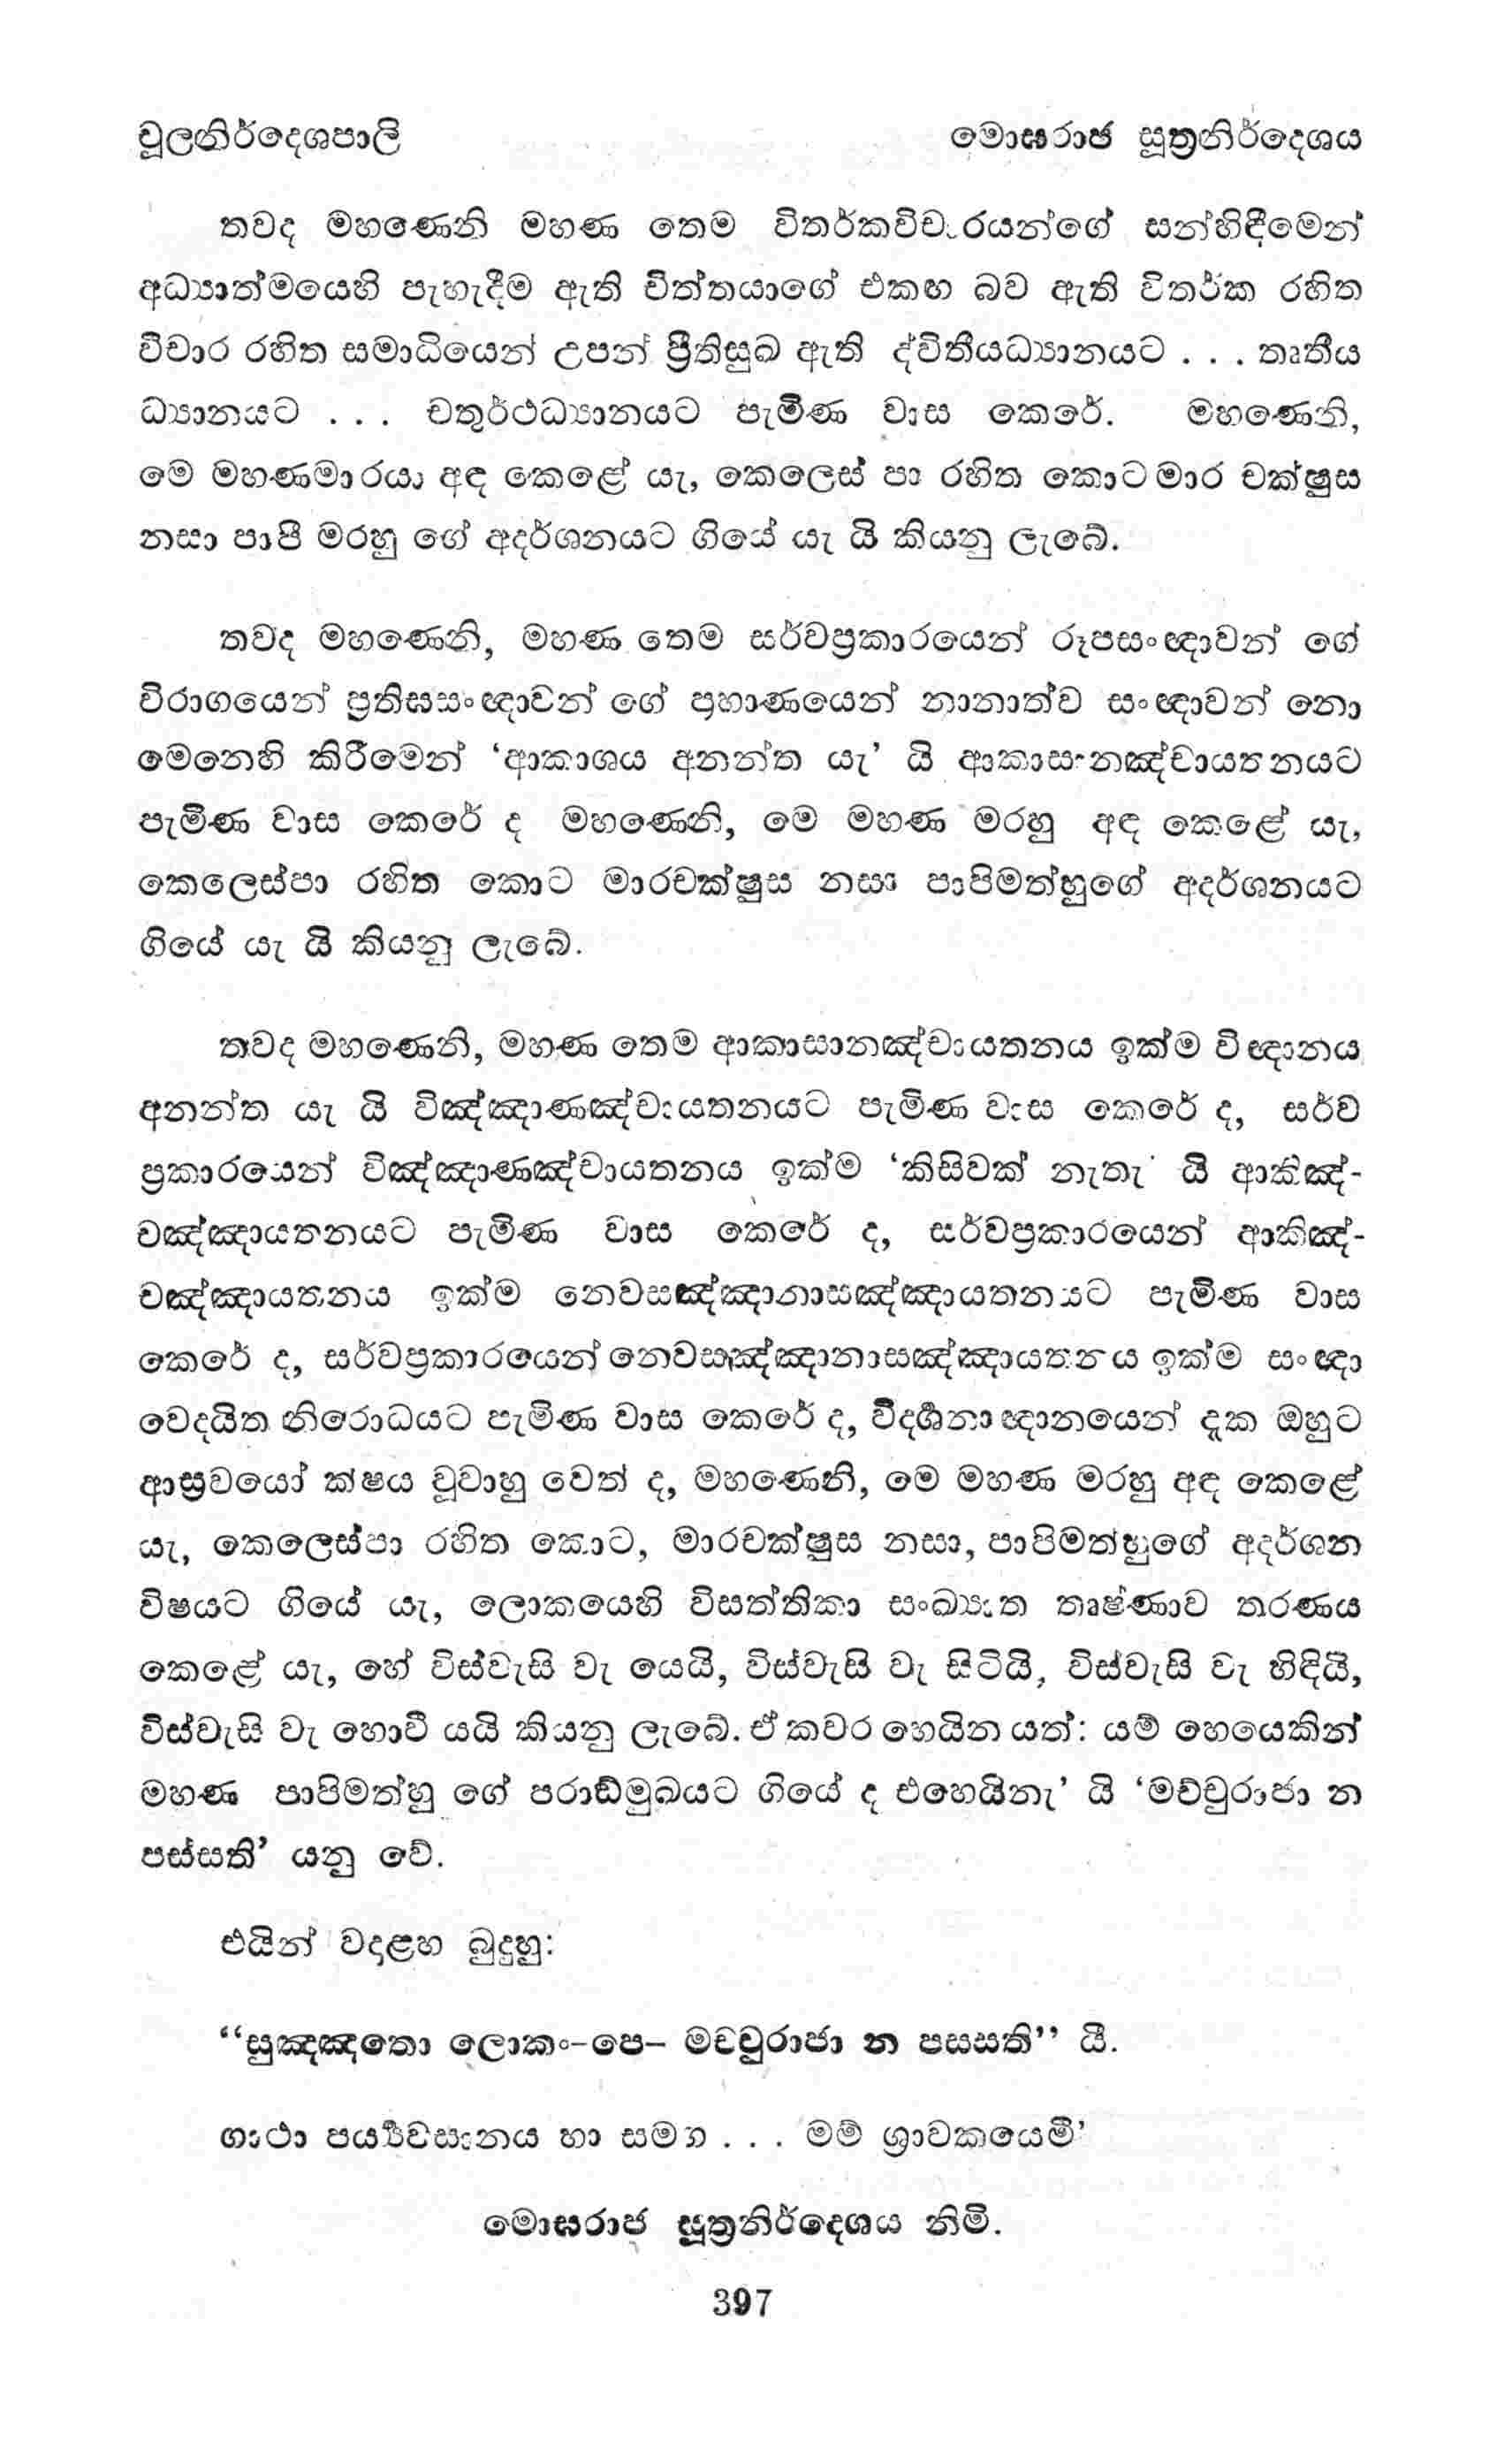 චූලනිර්දෙශපාලි මොඝරාජ සූත්‍රනිර්දෙශය
තවද මහණෙනි මහණ තෙම විතර්කවිචාරයන්ගේ සන්හිඳීමෙන්
අධ්‍යාත්මයෙහි පැහැදීම ඇති චිත්තයාගේ එකඟ බව ඇති විතර්ක රහිත
විචාර රහිත සමාධියෙන් උපන් ප්‍රීතිසුඛ ඇති ද්විතීයධ්‍යානයට . . . තෘතීය
ධ්‍යානයට . . . චතුර්ථධ්‍යානයට පැමිණ වාස කෙරේ. මහණෙනි,
මෙ මහණමාරයා අඳ කෙළේ යැ, කෙලෙස් පා රහිත කොට මාර චක්ෂුස
නසා පාපී මරහු ගේ අදර්ශනයට ගියේ යැ යි කියනු ලැබේ.
තවද මහණෙනි, මහණ තෙම සර්වප්‍රකාරයෙන් රූපසංඥාවන් ගේ
විරාගයෙන් ප්‍රතිඝසංඥාවන් ගේ ප්‍රහාණයෙන් නානාත්ව සංඥාවන් නො
මෙනෙහි කිරීමෙන් ‘ආකාශය අනන්ත යැ’ යි ආකාසානඤ්චායතනයට
පැමිණ වාස කෙරේ ද මහණෙනි, මෙ මහණ මරහු අඳ කෙළේ යැ,
කෙලෙස්පා රහිත කොට මාරචක්ෂුස නසා පාපිමත්හුගේ අදර්ශනයට
ගියේ යැ යි කියනු ලැබේ.
තවද මහණෙනි, මහණ තෙම ආකාසානඤ්චායතනය ඉක්ම විඥානය
අනන්ත යැ යි විඤ්ඤාණඤ්චායතනයට පැමිණ වාස කෙරේ ද, සර්ව
ප්‍රකාරයෙන් විඤ්ඤාණඤ්චායතනය ඉක්ම ‘කිසිවක් නැතැ’ යි ආකිඤ්-
චඤ්ඤායතනයට පැමිණ වාස කෙරේ ද, සර්වප්‍රකාරයෙන් ආකිඤ්-
චඤ්ඤායතනය ඉක්ම නෙවසඤ්ඤානාසඤ්ඤායතනයට පැමිණ වාස
කෙරේ ද, සර්වප්‍රකාරයෙන් නෙවසඤ්ඤානාසඤ්ඤායතනය ඉක්ම සංඥා
වෙදයිත නිරොධයට පැමිණ වාස කෙරේ ද, විදර්‍ශනාඥානයෙන් දැක ඔහුට
ආස්‍රවයෝ ක්ෂය වූවාහු වෙත් ද, මහණෙනි, මෙ මහණ මරහු අඳ කෙළේ
යැ, කෙලෙස්පා රහිත කොට, මාරචක්ෂුස නසා, පාපිමත්හුගේ අදර්ශන
විෂයට ගියේ යැ, ලොකයෙහි විසත්තිකා සංඛ්‍යාත තෘෂ්ණාව තරණය
කෙළේ යැ, හේ විස්වැසි වැ යෙයි, විස්වැසි වැ සිටියි, විස්වැසි වැ හිඳියි,
විස්වැසි වැ හොවී යයි කියනු ලැබේ. ඒ කවර හෙයින යත්: යම් හෙයෙකින්
මහණ පාපිමත්හු ගේ පරාඞ්මුඛයට ගියේ ද එහෙයිනැ’ යි ‘මච්චුරාජා න
පස්සති’ යනු වේ.
එයින් වදාළහ බුදුහු:
“සුඤ්‍ඤතො ලොකං–පෙ– මච්‍චුරාජා න පස්‍සති” යී.
ගාථා පර්‍ය්‍යවසානය හා සමග . . . මම් ශ්‍රාවකයෙමි’
මොඝරාජ සූත්‍රනිර්දෙශය නිමි.
397